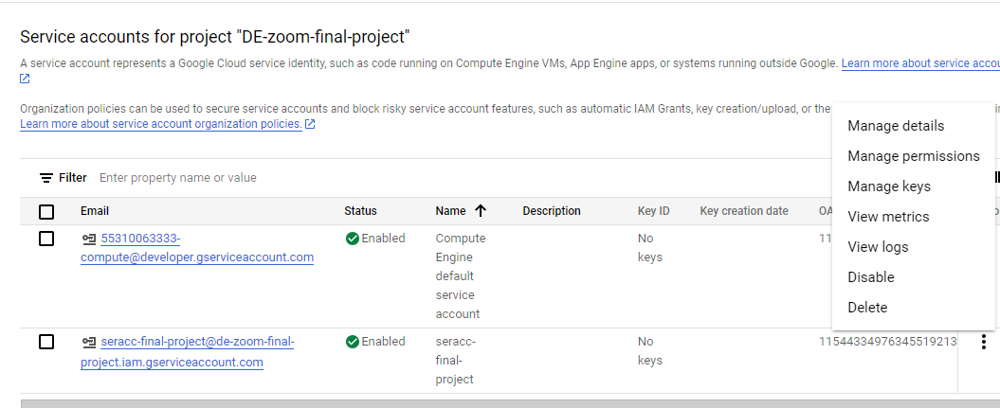 Service accounts for project "DE-zoom-final-project"
A service account represents a Google Cloud service identity, such as code running on Compute Engine VMs, App Engine apps, or systems running outside Google. Learn more about service
Organization policies can be used to secure service accounts and block risky service account features, such as automatic IAM Grants, key creation/upload, or the
Learn more about service account organization policies.
Manage details
Manage permissions
Manage keys
View metrics
View logs
Disable
Delete
Filter Enter property name or value
Email Status Name Description Key ID Key creation date OA
55310063333- Enabled Compute No 11
compute@developer.gserviceaccount.com Engine keys
default
service
account
seracc-final-project@de-zoom-final- Enabled seracc- No 11544334976345519213
project.iam.gserviceaccount.com final- keys
project